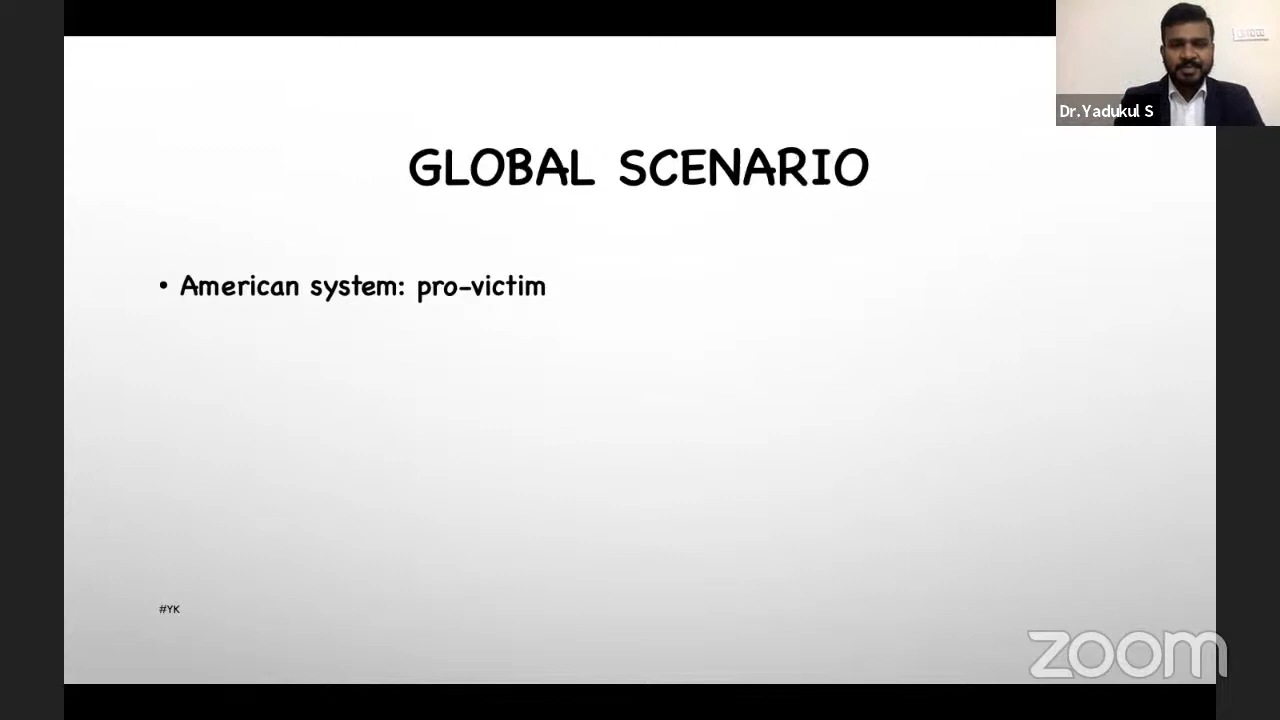 Dr.Yadukul S
GLOBAL SCENARIO
• American system: pro-victim
#YK
zoom